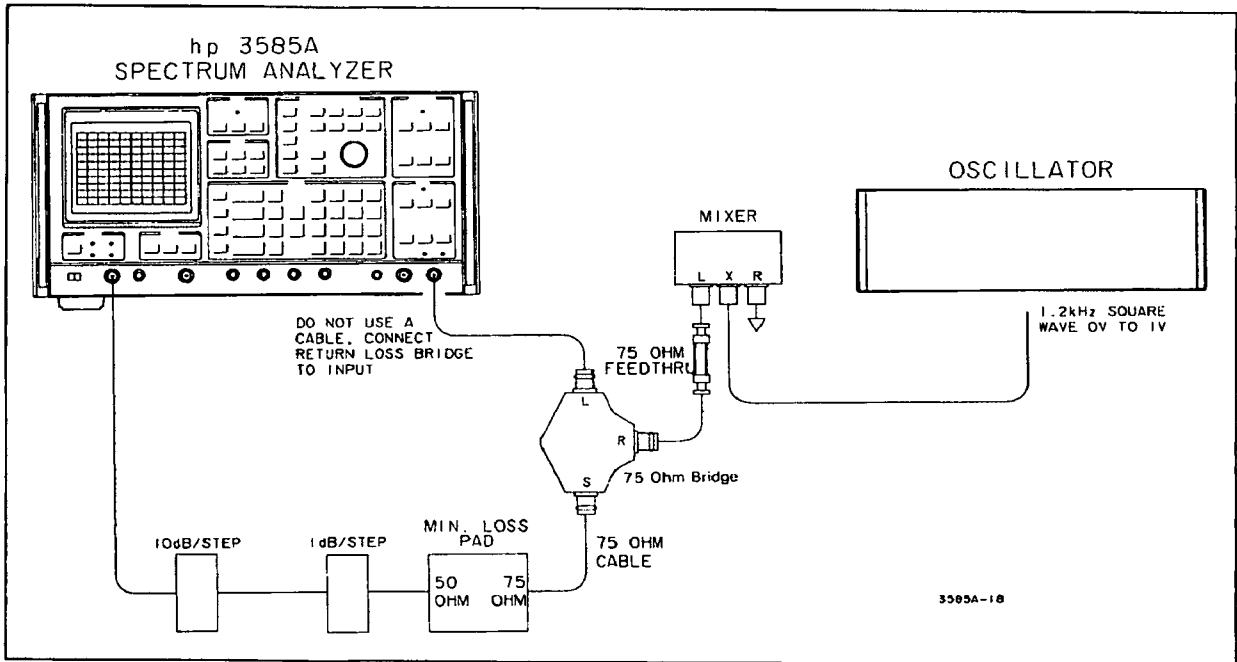 hp 3585A
SPECTRUM ANALYZER
OSCILLATOR
MIXER
L X R
1.2kHz SQUARE
WAVE 0V TO 1V
DO NOT USE A
CABLE, CONNECT
RETURN LOSS BRIDGE
TO INPUT
75 OHM
FEEDTHRU
L
R
S
75 Ohm Bridge
10dB/STEP
1dB/STEP
MIN. LOSS
PAD
50
OHM
75
OHM
75 OHM
CABLE
3585A-18